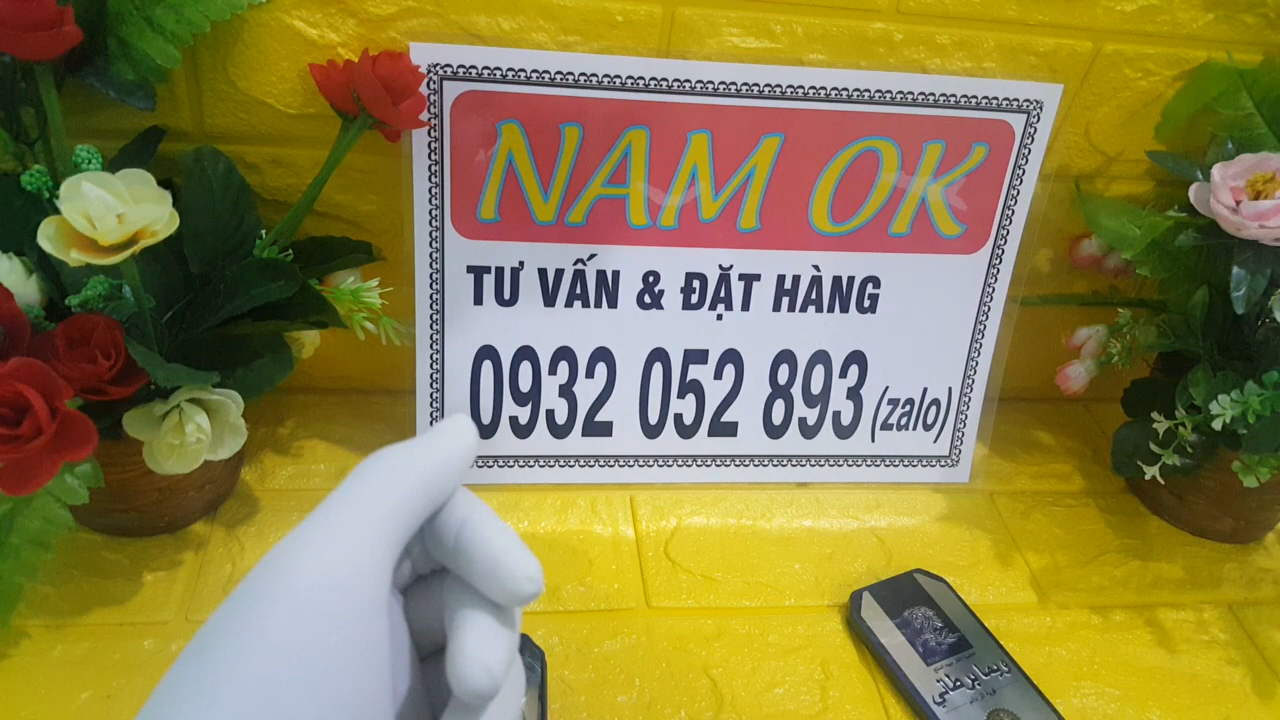 NAM OK
TƯ VẤN & ĐẶT HÀNG
0932 052 893 (zalo)